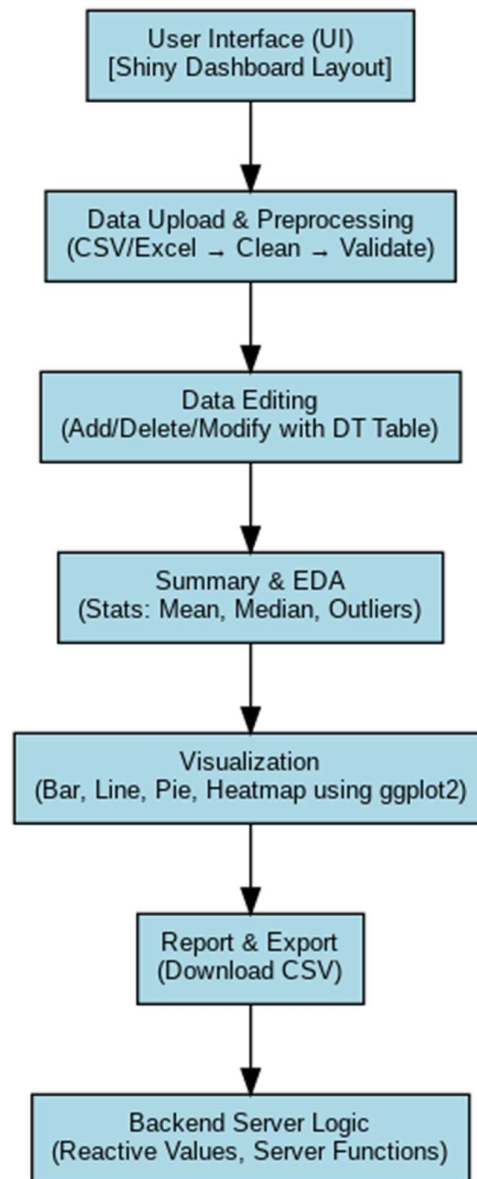 User Interface (UI)
[Shiny Dashboard Layout]
Data Upload & Preprocessing
(CSV/Excel → Clean → Validate)
Data Editing
(Add/Delete/Modify with DT Table)
Summary & EDA
(Stats: Mean, Median, Outliers)
Visualization
(Bar, Line, Pie, Heatmap using ggplot2)
Report & Export
(Download CSV)
Backend Server Logic
(Reactive Values, Server Functions)